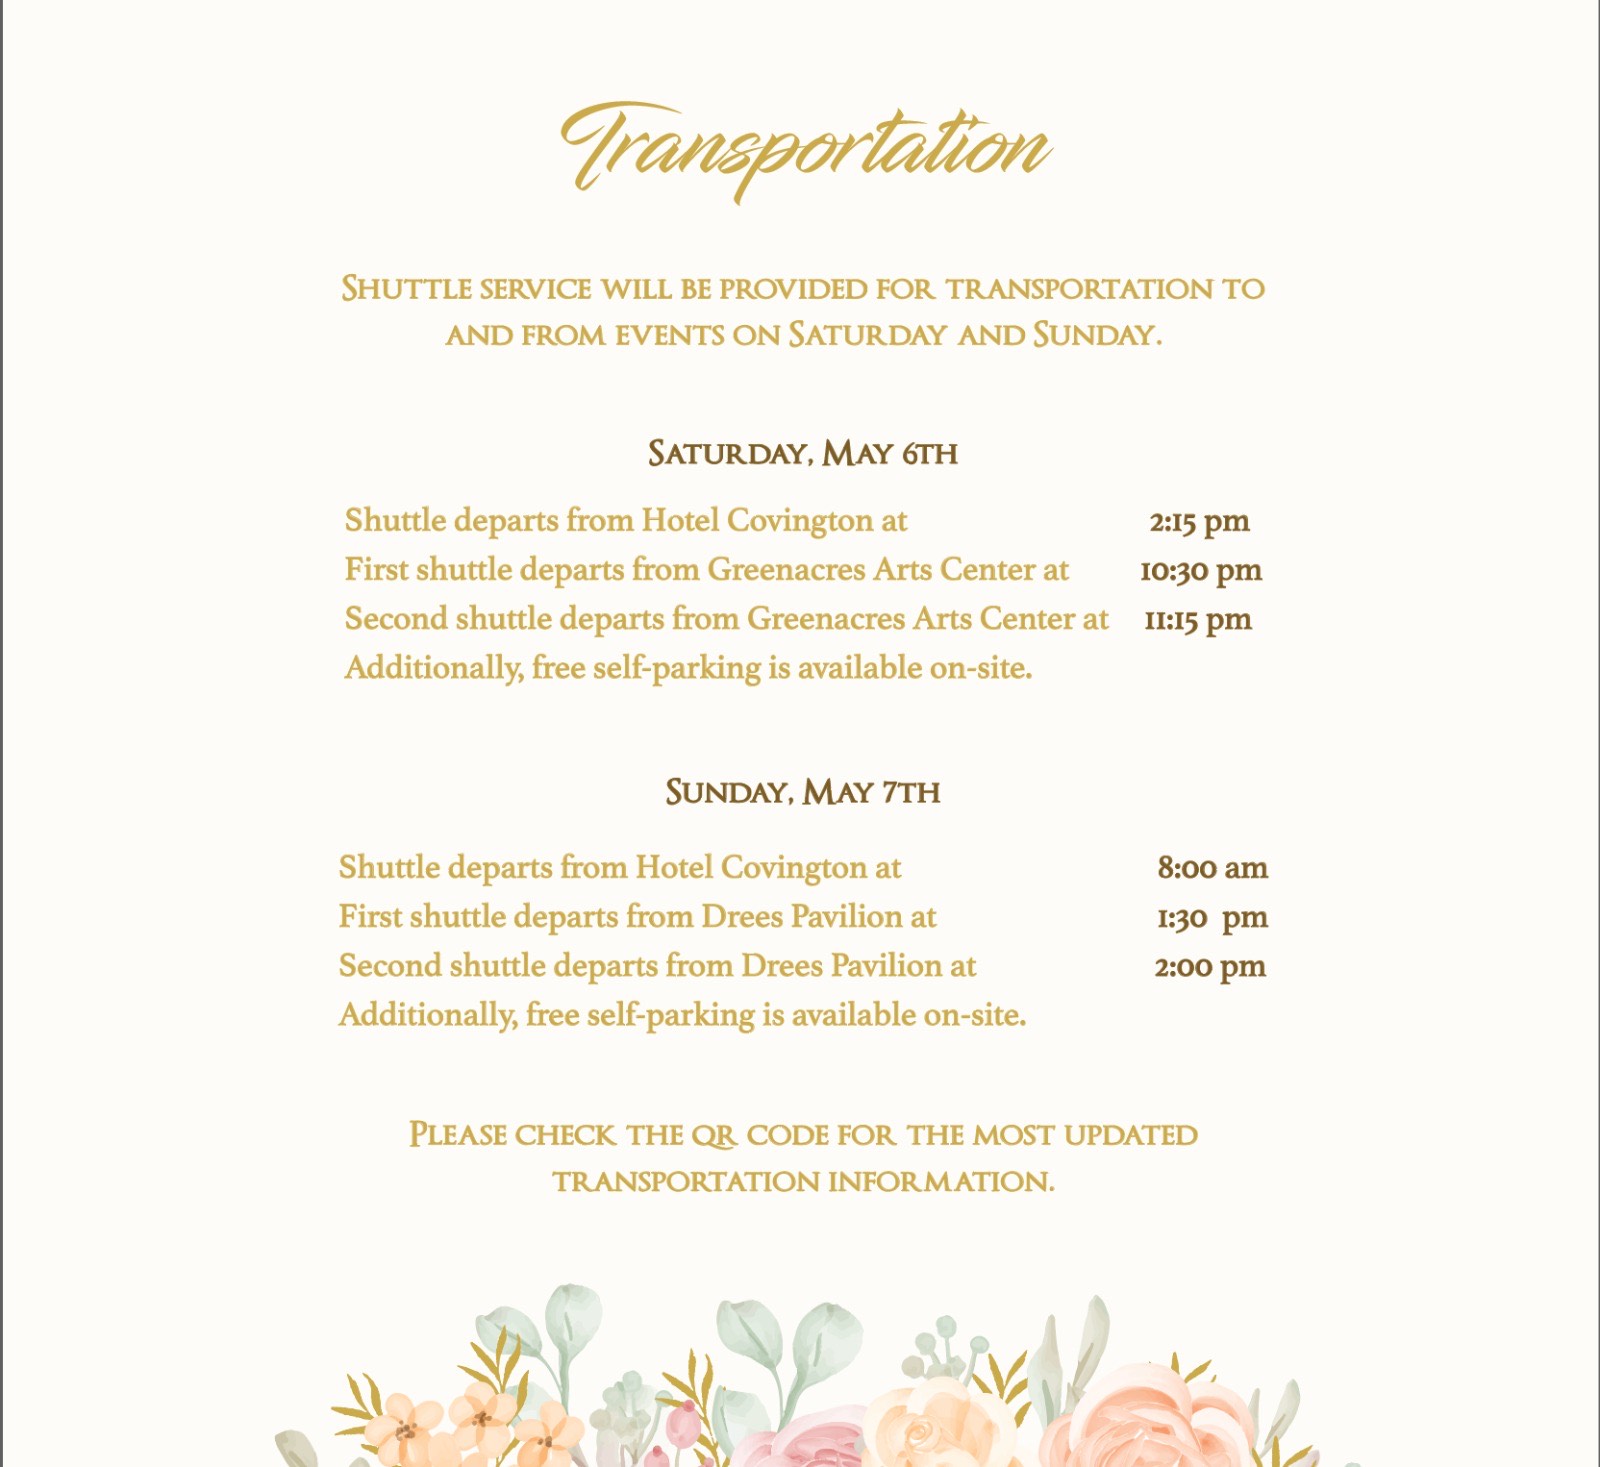 Transportation
Shuttle service will be provided for transportation to
and from events on Saturday and Sunday.
Saturday, May 6th
Shuttle departs from Hotel Covington at 2:15 pm
First shuttle departs from Greenacres Arts Center at 10:30 pm
Second shuttle departs from Greenacres Arts Center at 11:15 pm
Additionally, free self-parking is available on-site.
Sunday, May 7th
Shuttle departs from Hotel Covington at 8:00 am
First shuttle departs from Drees Pavilion at 1:30 pm
Second shuttle departs from Drees Pavilion at 2:00 pm
Additionally, free self-parking is available on-site.
Please check the qr code for the most updated
transportation information.